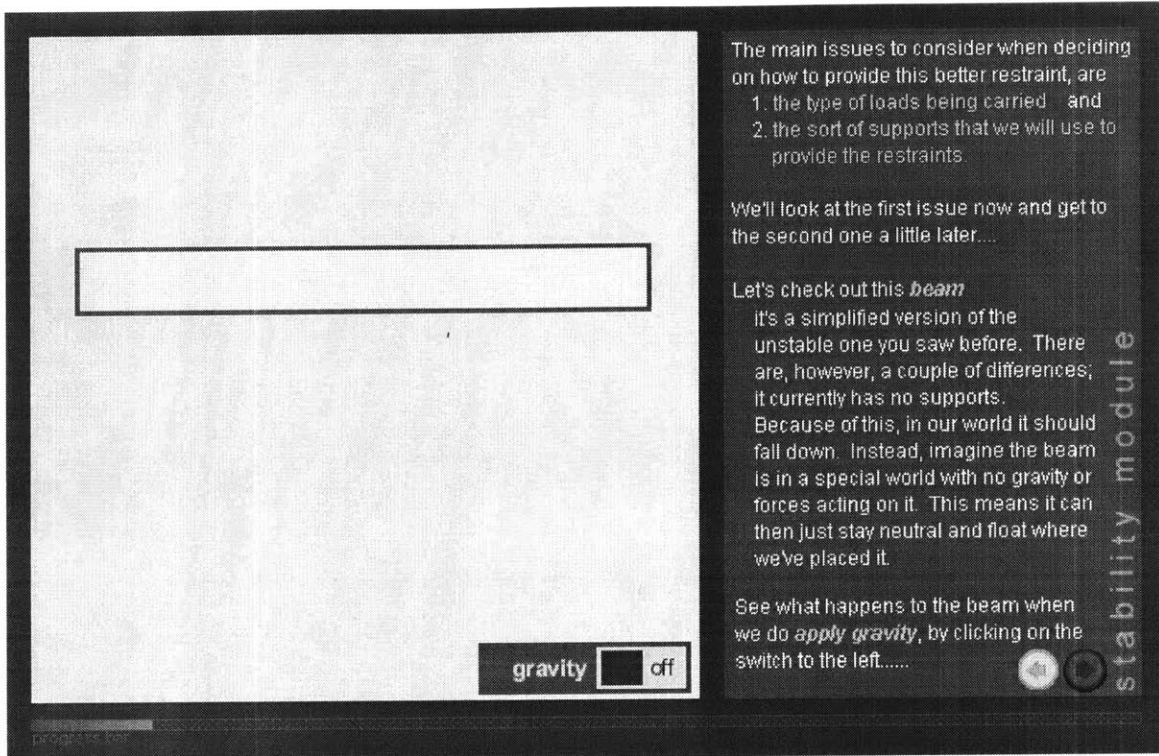 The main issues to consider when deciding
on how to provide this better restraint, are
1. the type of loads being carried and
2. the sort of supports that we will use to
provide the restraints.
We'll look at the first issue now and get to
the second one a little later....
Let's check out this beam
it's a simplified version of the
unstable one you saw before. There
are, however, a couple of differences;
it currently has no supports.
Because of this, in our world it should
fall down. Instead, imagine the beam
is in a special world with no gravity or
forces acting on it. This means it can
then just stay neutral and float where
we've placed it.
See what happens to the beam when
we do apply gravity, by clicking on the
switch to the left......
stability module
gravity off
progress bar